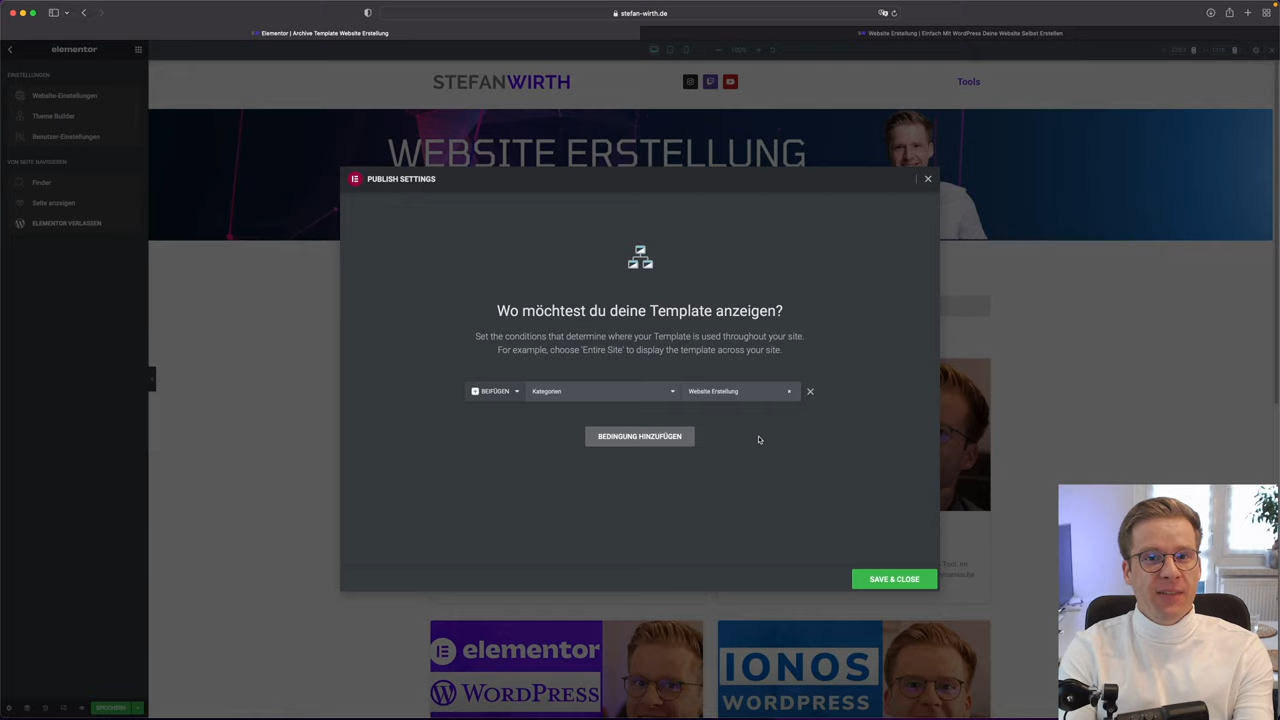 stefan-wirth.de
Elementor | Archive Template Website Erstellung
Website Erstellung | Einfach Mit WordPress Deine Website Selbst Erstellen
elementor
100%
EINSTELLUNGEN
Website-Einstellungen
Theme Builder
Benutzer-Einstellungen
VON SEITE NAVIGIEREN
Finder
Seite anzeigen
ELEMENTOR VERLASSEN
STEFANWIRTH
Tools
WEBSITE ERSTELLUNG
PUBLISH SETTINGS
Wo möchtest du deine Template anzeigen?
Set the conditions that determine where your Template is used throughout your site.
For example, choose 'Entire Site' to display the template across your site.
BEIFÜGEN
Kategorien
Website Erstellung
BEDINGUNG HINZUFÜGEN
Tool. Im
SAVE & CLOSE
elementor
WORDPRESS
IONOS
WORDPRESS
SPEICHERN